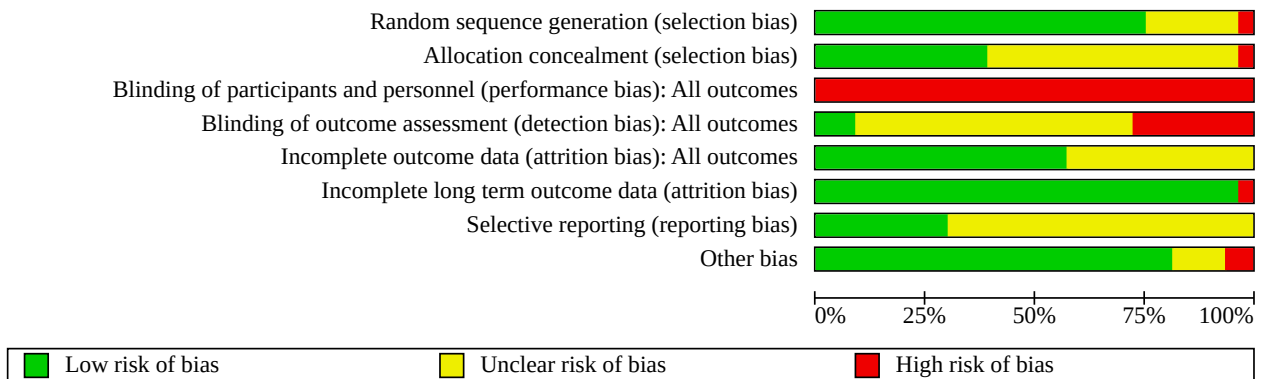 Random sequence generation (selection bias)
Allocation concealment (selection bias)
Blinding of participants and personnel (performance bias): All outcomes
Blinding of outcome assessment (detection bias): All outcomes
Incomplete outcome data (attrition bias): All outcomes
Incomplete long term outcome data (attrition bias)
Selective reporting (reporting bias)
Other bias
0% 25% 50% 75% 100%
Low risk of bias Unclear risk of bias High risk of bias